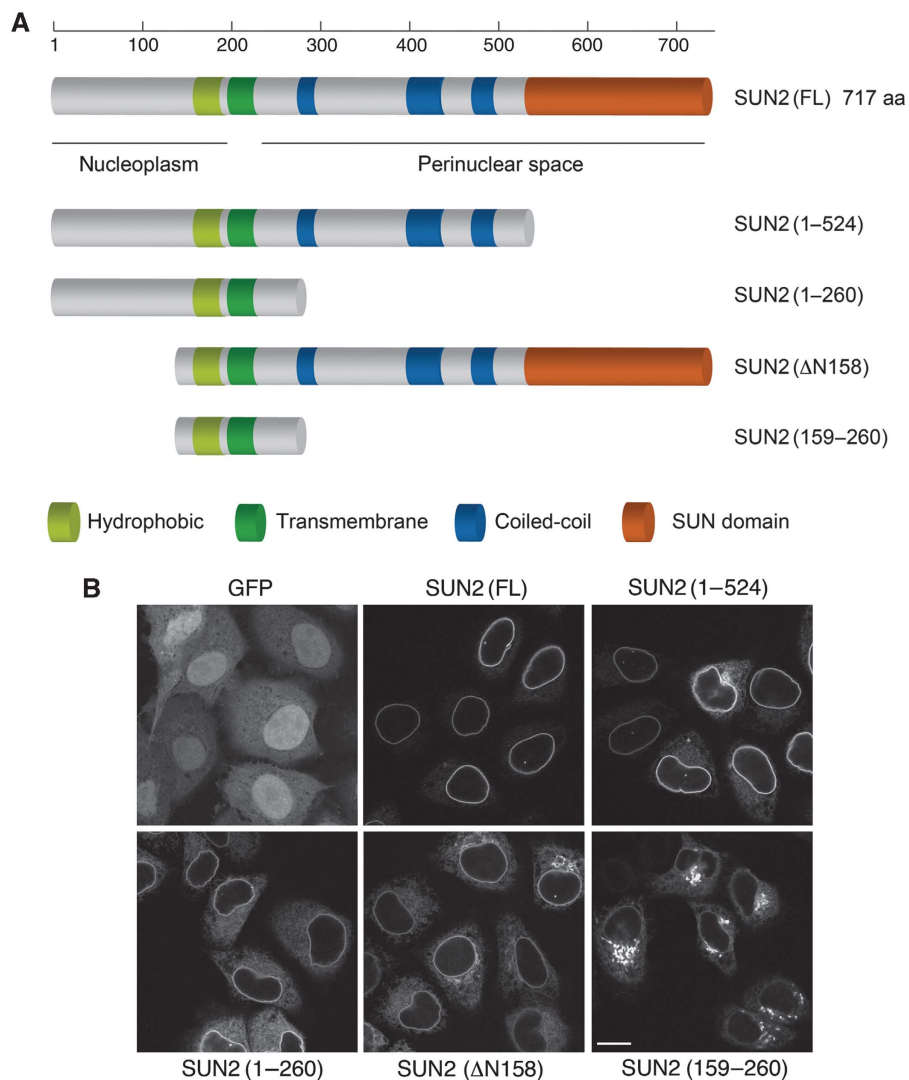 A
1 100 200 300 400 500 600 700
SUN2 (FL) 717 aa
Nucleoplasm Perinuclear space
SUN2 (1–524)
SUN2 (1–260)
SUN2 (ΔN158)
SUN2 (159–260)
Hydrophobic Transmembrane Coiled-coil SUN domain
B
GFP SUN2 (FL) SUN2 (1–524)
SUN2 (1–260) SUN2 (ΔN158) SUN2 (159–260)